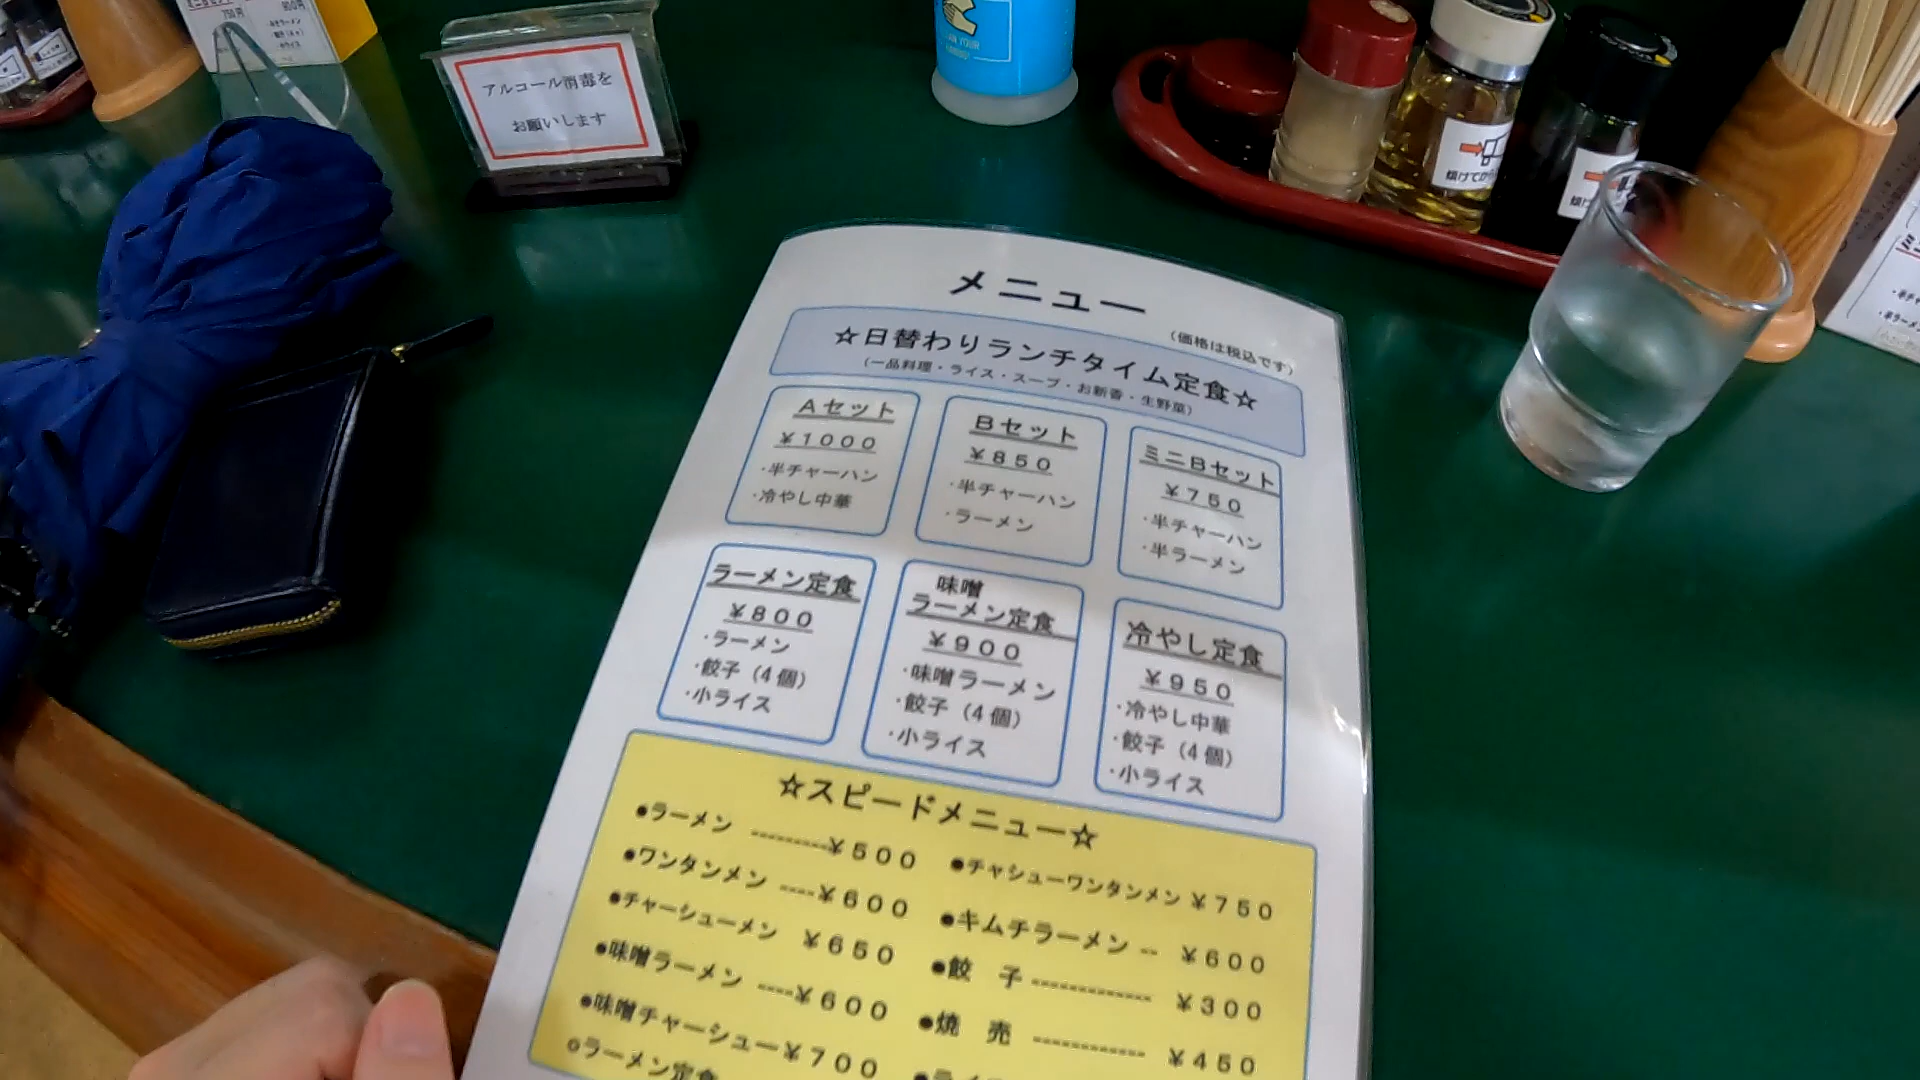 アルコール消毒を
お願いします
メニュー
(価格は税込です)
☆日替わりランチタイム定食☆
(一品料理・ライス・スープ・お新香・生野菜)
Aセット
¥1000
・半チャーハン
・冷やし中華
Bセット
¥850
・半チャーハン
・ラーメン
ミニBセット
¥750
・半チャーハン
・半ラーメン
ラーメン定食
¥800
・ラーメン
・餃子(4個)
・小ライス
味噌
ラーメン定食
¥900
・味噌ラーメン
・餃子(4個)
・小ライス
冷やし定食
¥950
・冷やし中華
・餃子(4個)
・小ライス
☆スピードメニュー☆
●ラーメン ---------¥500
●ワンタンメン ----¥600
●チャーシューメン ¥650
●味噌ラーメン ----¥600
●味噌チャーシュー¥700
○ラーメン定食
●チャシューワンタンメン ¥750
●キムチラーメン -- ¥600
●餃 子 ------------- ¥300
●焼 売 ------------ ¥450